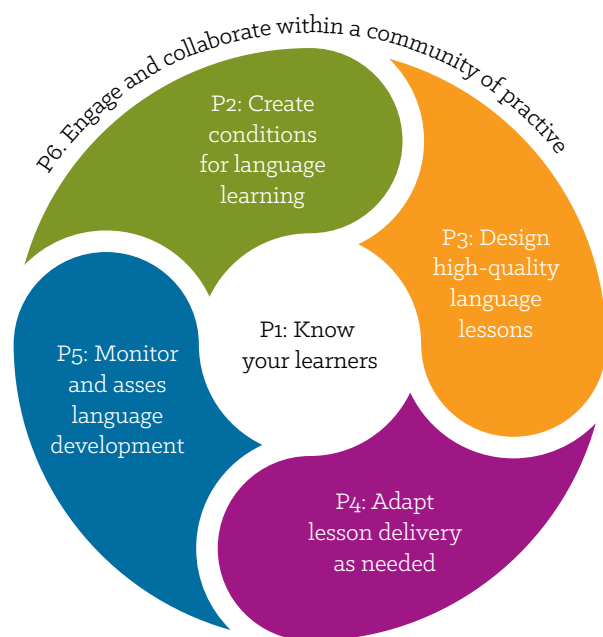 P6. Engage and collaborate within a community of practive
P2: Create
conditions
for language
learning
P3: Design
high-quality
language
lessons
P1: Know
your learners
P5: Monitor
and asses
language
development
P4: Adapt
lesson delivery
as needed